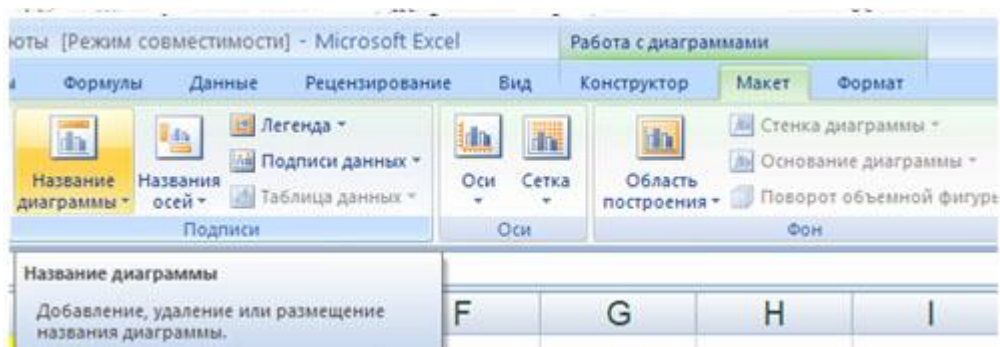 [Режим совместимости] - Microsoft Excel
Работа с диаграммами
Формулы Данные Рецензирование Вид Конструктор Макет Формат
Название диаграммы
Названия осей
Легенда
Подписи данных
Таблица данных
Подписи
Оси
Сетка
Оси
Область построения
Стенка диаграммы
Основание диаграммы
Поворот объемной фигуры
Фон
Название диаграммы
Добавление, удаление или размещение
названия диаграммы.
F G H I